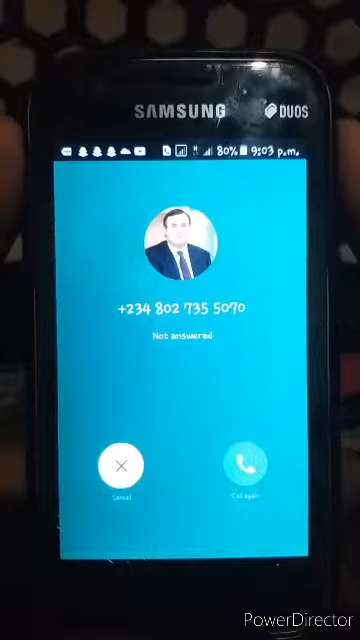 SAMSUNG DUOS
80% 9:03 p.m.
+234 802 735 5070
Not answered
Cancel Call again
PowerDirector